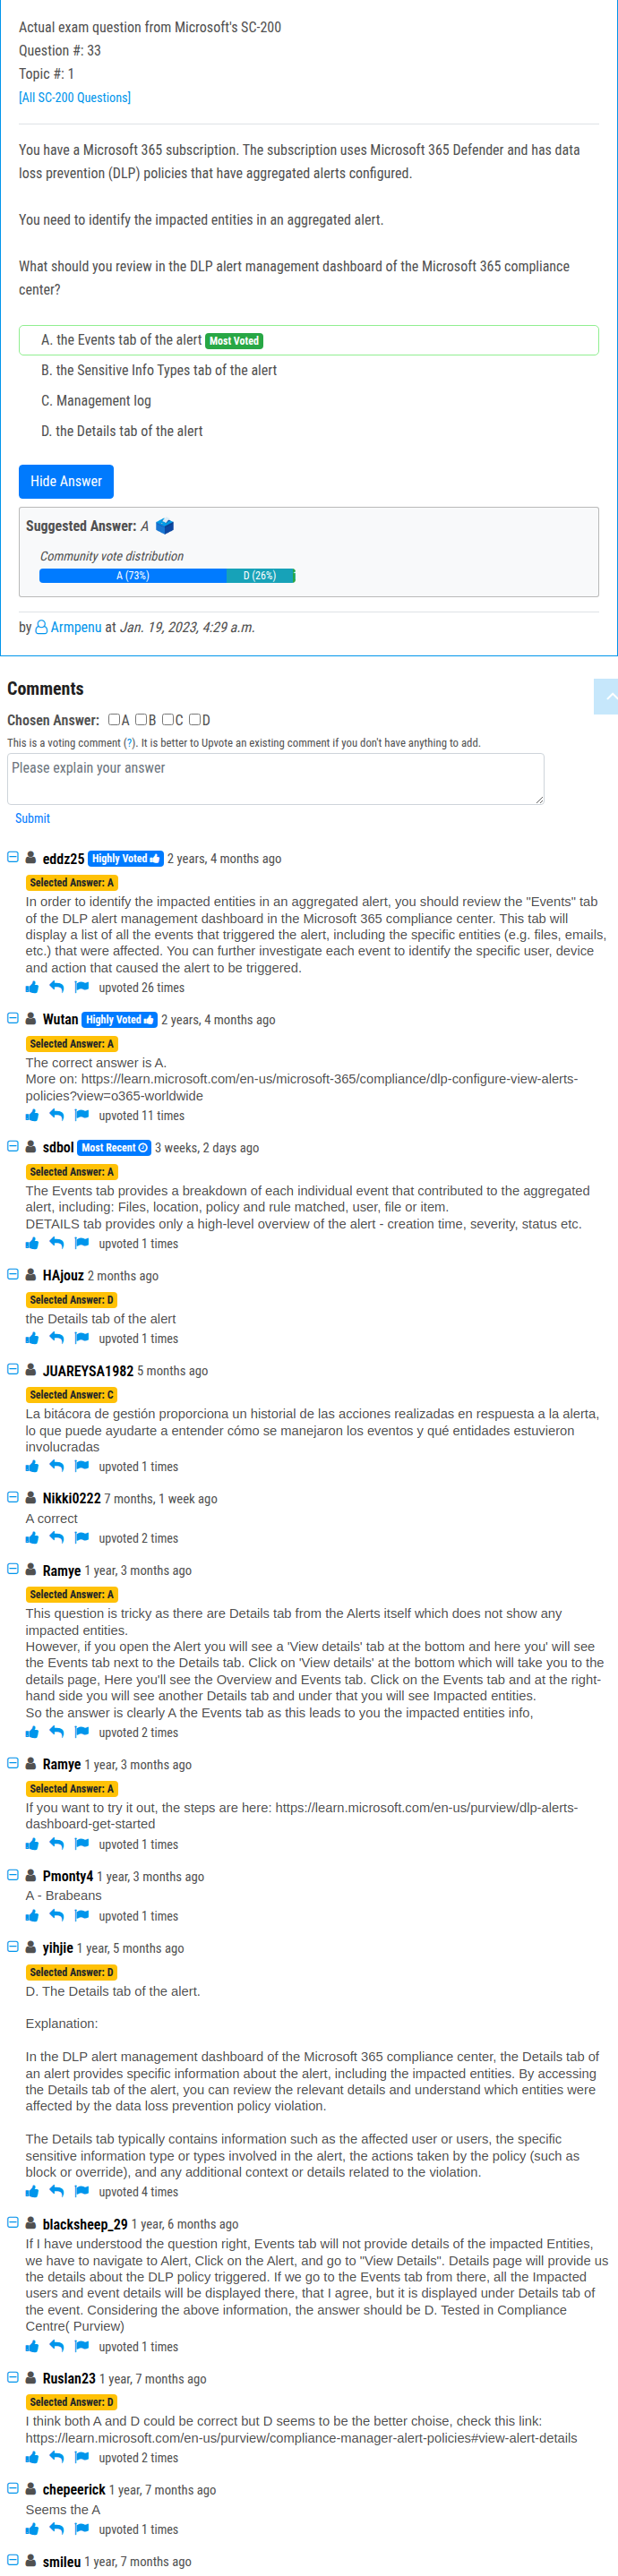 Actual exam question from Microsoft's SC-200
Question #: 33
Topic #: 1
[All SC-200 Questions]
You have a Microsoft 365 subscription. The subscription uses Microsoft 365 Defender and has data
loss prevention (DLP) policies that have aggregated alerts configured.
You need to identify the impacted entities in an aggregated alert.
What should you review in the DLP alert management dashboard of the Microsoft 365 compliance
center?
A. the Events tab of the alert Most Voted
B. the Sensitive Info Types tab of the alert
C. Management log
D. the Details tab of the alert
Hide Answer
Suggested Answer: A
Community vote distribution
A (73%) D (26%)
by Armpenu at Jan. 19, 2023, 4:29 a.m.
Comments
Chosen Answer: A B C D
This is a voting comment (?). It is better to Upvote an existing comment if you don't have anything to add.
Please explain your answer
Submit
eddz25 Highly Voted 2 years, 4 months ago
Selected Answer: A
In order to identify the impacted entities in an aggregated alert, you should review the "Events" tab
of the DLP alert management dashboard in the Microsoft 365 compliance center. This tab will
display a list of all the events that triggered the alert, including the specific entities (e.g. files, emails,
etc.) that were affected. You can further investigate each event to identify the specific user, device
and action that caused the alert to be triggered.
upvoted 26 times
Wutan Highly Voted 2 years, 4 months ago
Selected Answer: A
The correct answer is A.
More on: https://learn.microsoft.com/en-us/microsoft-365/compliance/dlp-configure-view-alerts-
policies?view=o365-worldwide
upvoted 11 times
sdbol Most Recent 3 weeks, 2 days ago
Selected Answer: A
The Events tab provides a breakdown of each individual event that contributed to the aggregated
alert, including: Files, location, policy and rule matched, user, file or item.
DETAILS tab provides only a high-level overview of the alert - creation time, severity, status etc.
upvoted 1 times
HAjouz 2 months ago
Selected Answer: D
the Details tab of the alert
upvoted 1 times
JUAREYSA1982 5 months ago
Selected Answer: C
La bitácora de gestión proporciona un historial de las acciones realizadas en respuesta a la alerta,
lo que puede ayudarte a entender cómo se manejaron los eventos y qué entidades estuvieron
involucradas
upvoted 1 times
Nikki0222 7 months, 1 week ago
A correct
upvoted 2 times
Ramye 1 year, 3 months ago
Selected Answer: A
This question is tricky as there are Details tab from the Alerts itself which does not show any
impacted entities.
However, if you open the Alert you will see a 'View details' tab at the bottom and here you' will see
the Events tab next to the Details tab. Click on 'View details' at the bottom which will take you to the
details page, Here you'll see the Overview and Events tab. Click on the Events tab and at the right-
hand side you will see another Details tab and under that you will see Impacted entities.
So the answer is clearly A the Events tab as this leads to you the impacted entities info,
upvoted 2 times
Ramye 1 year, 3 months ago
Selected Answer: A
If you want to try it out, the steps are here: https://learn.microsoft.com/en-us/purview/dlp-alerts-
dashboard-get-started
upvoted 1 times
Pmonty4 1 year, 3 months ago
A - Brabeans
upvoted 1 times
yihjie 1 year, 5 months ago
Selected Answer: D
D. The Details tab of the alert.
Explanation:
In the DLP alert management dashboard of the Microsoft 365 compliance center, the Details tab of
an alert provides specific information about the alert, including the impacted entities. By accessing
the Details tab of the alert, you can review the relevant details and understand which entities were
affected by the data loss prevention policy violation.
The Details tab typically contains information such as the affected user or users, the specific
sensitive information type or types involved in the alert, the actions taken by the policy (such as
block or override), and any additional context or details related to the violation.
upvoted 4 times
blacksheep_29 1 year, 6 months ago
If I have understood the question right, Events tab will not provide details of the impacted Entities,
we have to navigate to Alert, Click on the Alert, and go to "View Details". Details page will provide us
the details about the DLP policy triggered. If we go to the Events tab from there, all the Impacted
users and event details will be displayed there, that I agree, but it is displayed under Details tab of
the event. Considering the above information, the answer should be D. Tested in Compliance
Centre( Purview)
upvoted 1 times
Ruslan23 1 year, 7 months ago
Selected Answer: D
I think both A and D could be correct but D seems to be the better choise, check this link:
https://learn.microsoft.com/en-us/purview/compliance-manager-alert-policies#view-alert-details
upvoted 2 times
chepeerick 1 year, 7 months ago
Seems the A
upvoted 1 times
smileu 1 year, 7 months ago